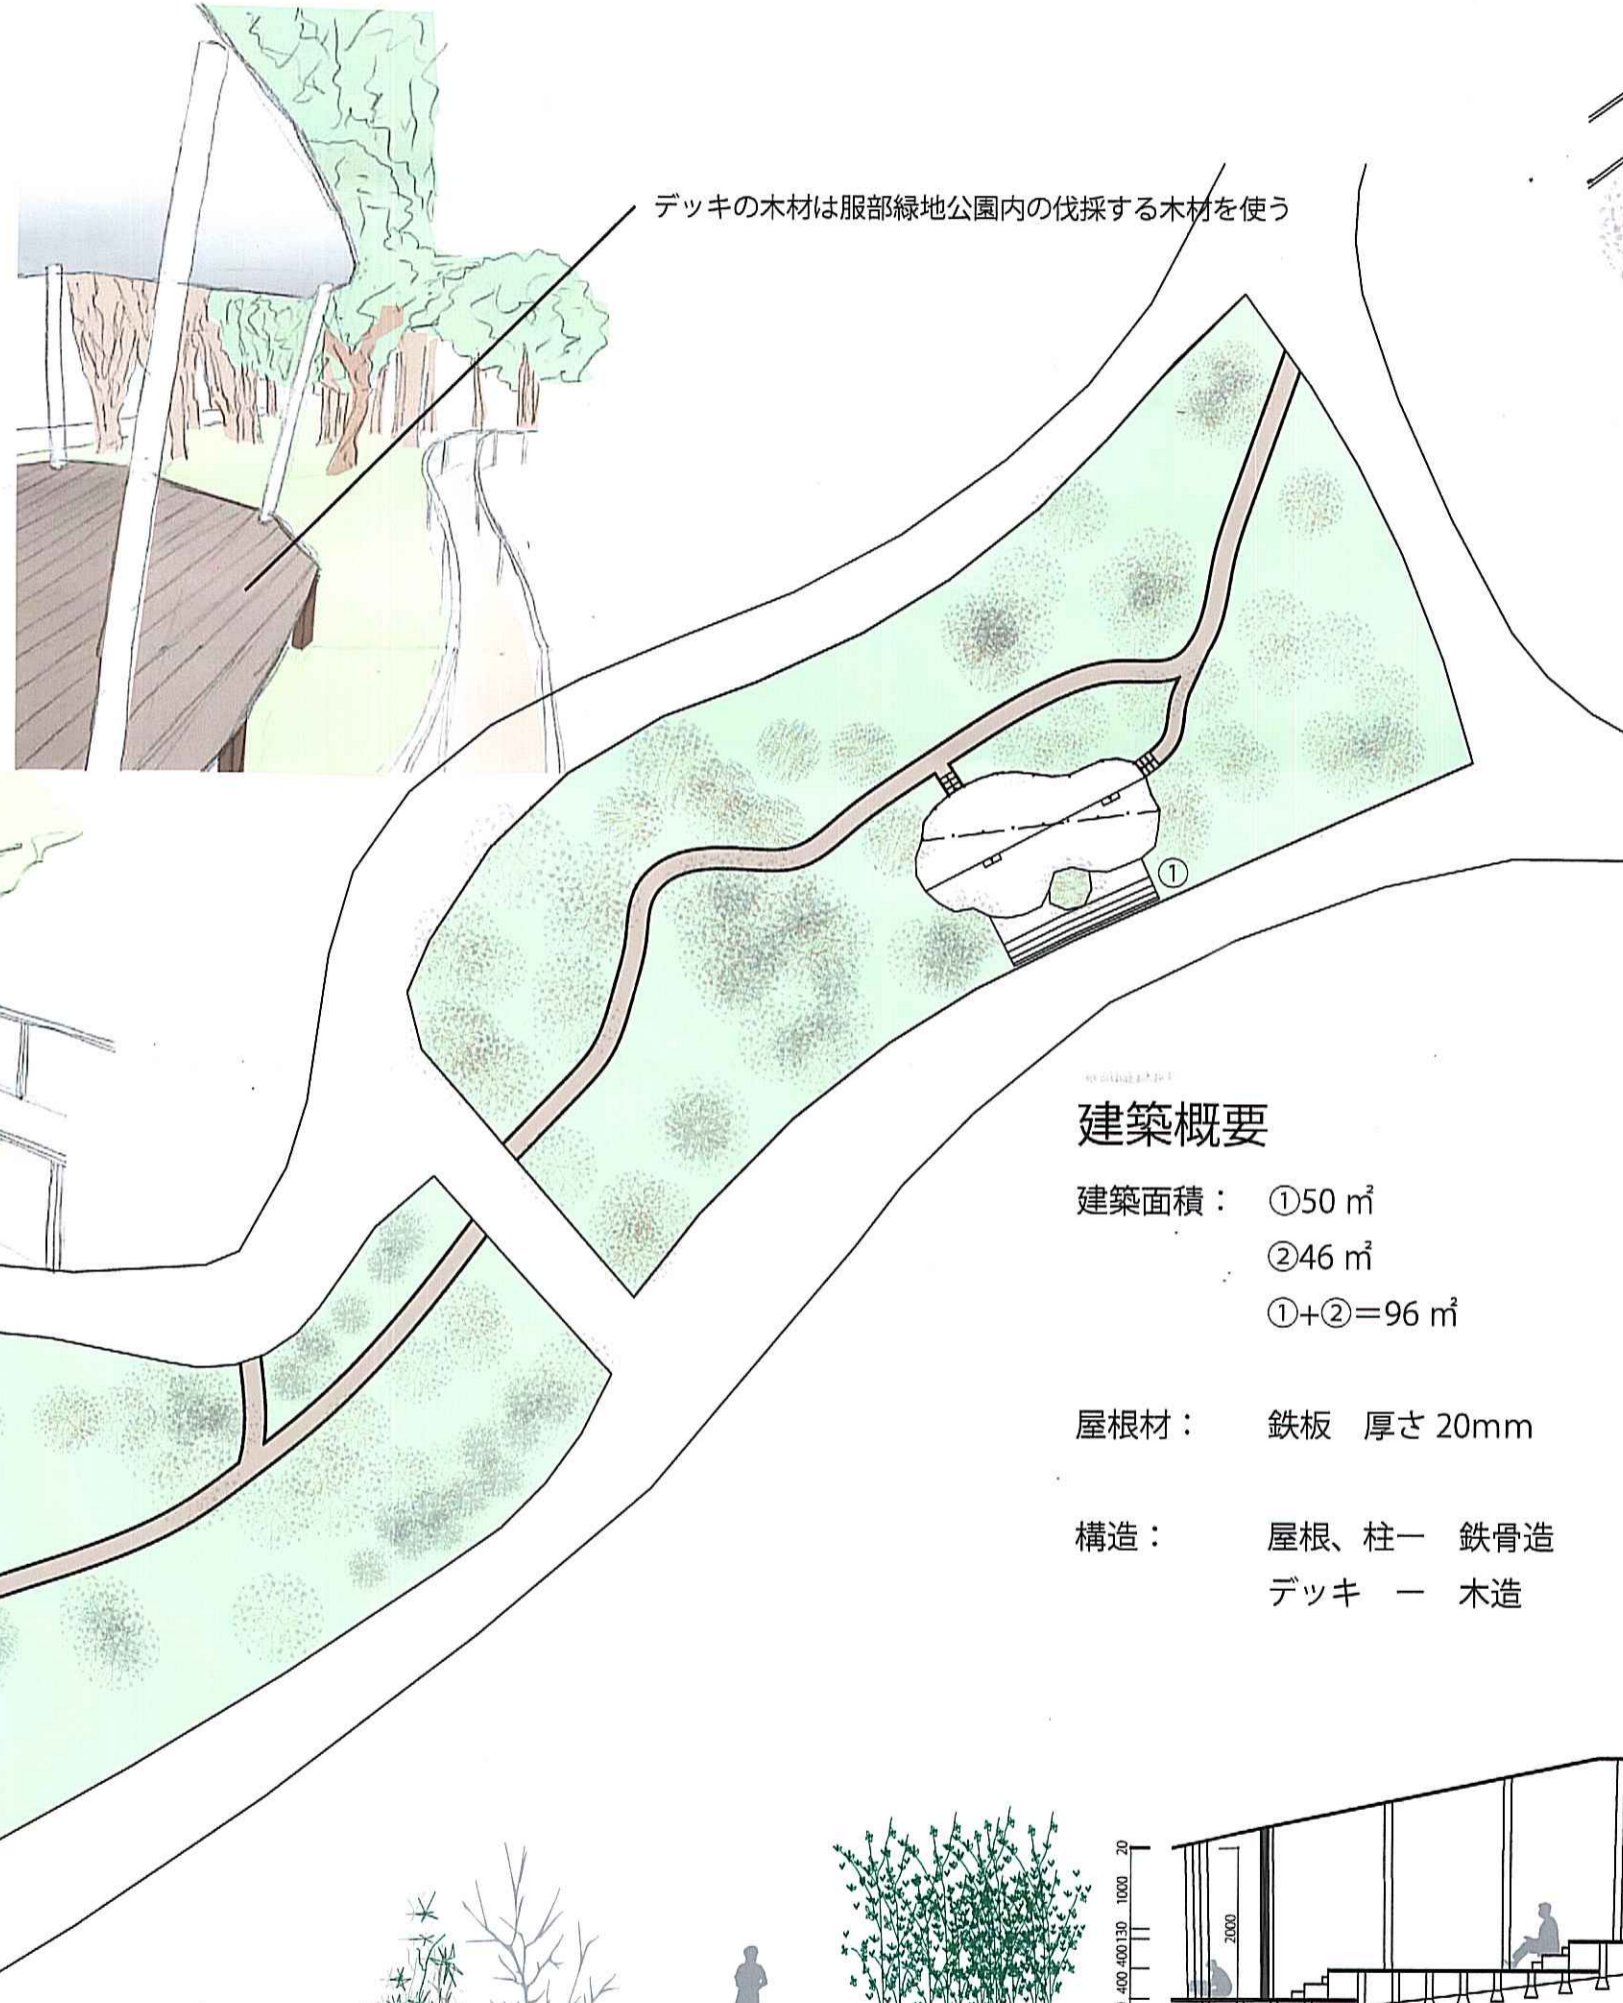 デッキの木材は服部緑地公園内の伐採する木材を使う
①
建築概要
建築面積： ①50 ㎡
②46 ㎡
①+②＝96 ㎡
屋根材： 鉄板 厚さ 20mm
構造： 屋根、柱ー 鉄骨造
デッキ ー 木造
20
1000
130
400
400
2000